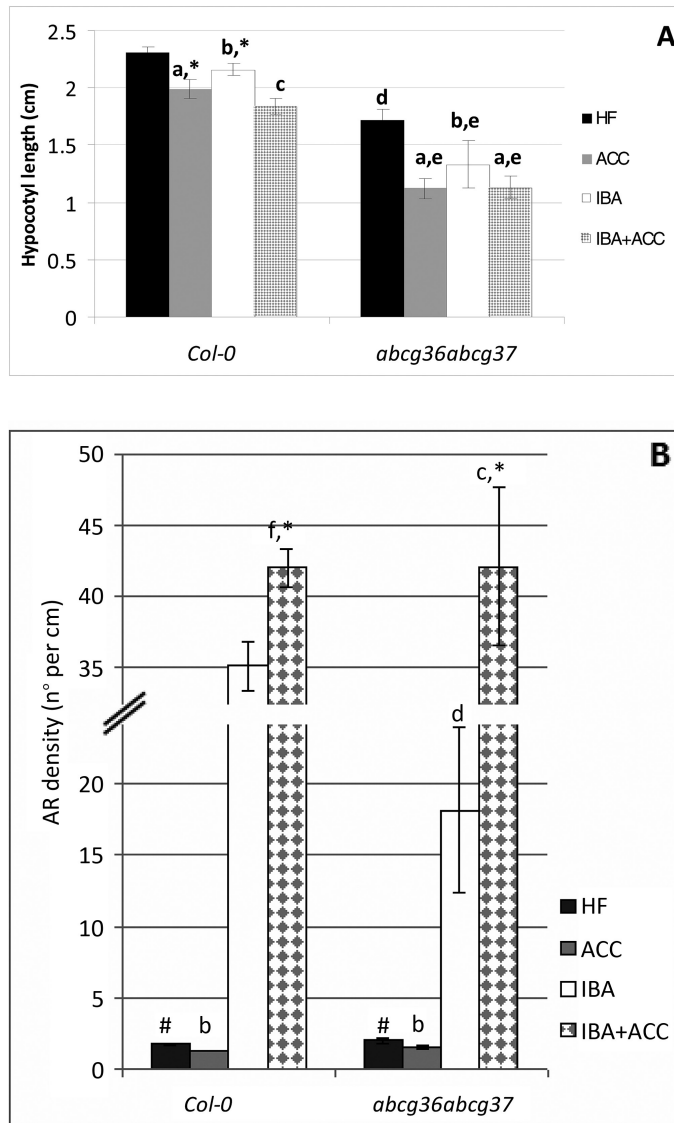 A
Hypocotyl length (cm)
2.5
2
1.5
1
0.5
0
a,*
b,*
c
d
a,e
b,e
a,e
HF
ACC
IBA
IBA+ACC
Col-0
abcg36abcg37
B
AR density (n° per cm)
50
45
40
35
20
15
10
5
0
#
b
f,*
#
b
d
c,*
HF
ACC
IBA
IBA+ACC
Col-0
abcg36abcg37